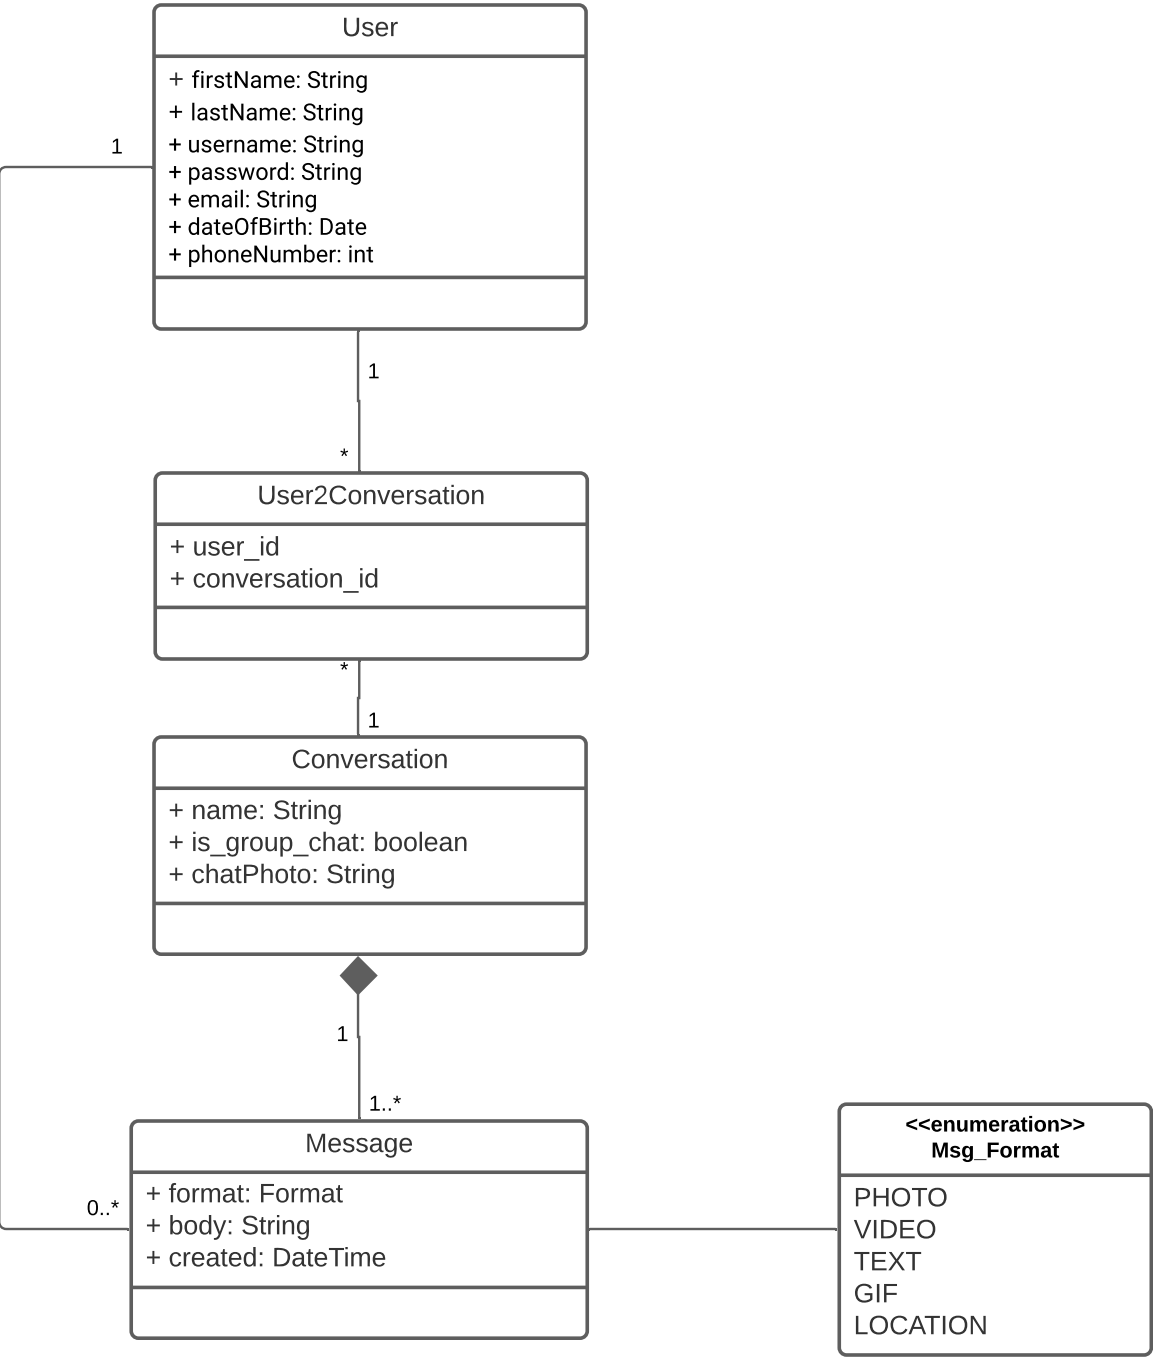 User
+ firstName: String
+ lastName: String
+ username: String
+ password: String
+ email: String
+ dateOfBirth: Date
+ phoneNumber: int
1
1
*
User2Conversation
+ user_id
+ conversation_id
*
1
Conversation
+ name: String
+ is_group_chat: boolean
+ chatPhoto: String
1
1..*
Message
+ format: Format
+ body: String
+ created: DateTime
0..*
<<enumeration>>
Msg_Format
PHOTO
VIDEO
TEXT
GIF
LOCATION